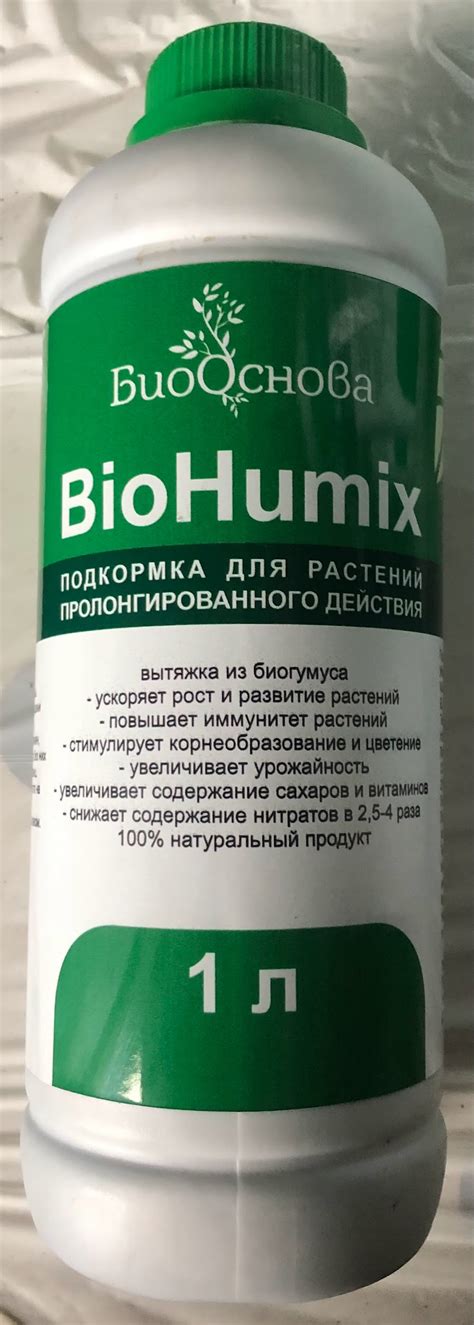 БиоОснова
BioHumix
ПОДКОРМКА ДЛЯ РАСТЕНИЙ
ПРОЛОНГИРОВАННОГО ДЕЙСТВИЯ
вытяжка из биогумуса
- ускоряет рост и развитие растений
- повышает иммунитет растений
- стимулирует корнеобразование и цветение
- увеличивает урожайность
- увеличивает содержание сахаров и витаминов
- снижает содержание нитратов в 2,5-4 раза
100% натуральный продукт
1 л